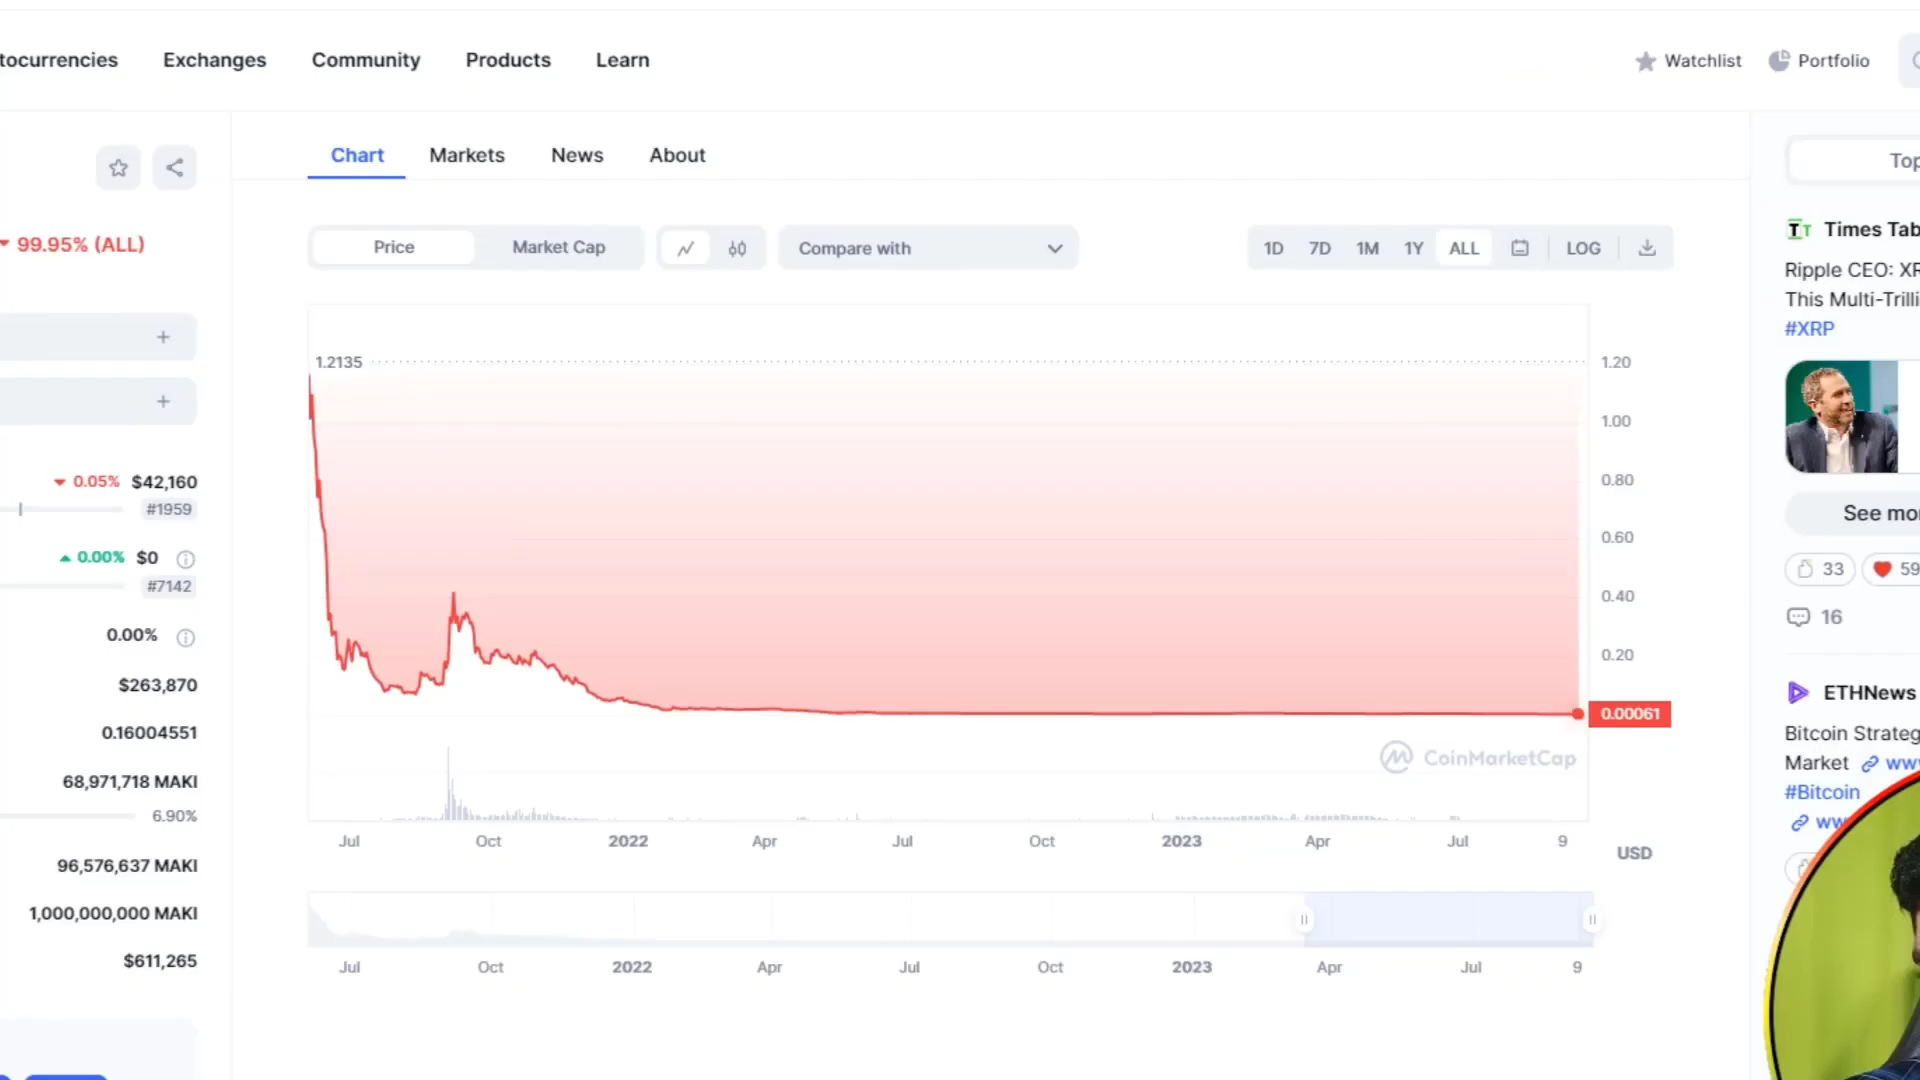 tocurrencies Exchanges Community Products Learn Watchlist Portfolio
Chart Markets News About
99.95% (ALL)
Price Market Cap Compare with 1D 7D 1M 1Y ALL LOG
1.2135
1.20
1.00
0.80
0.60
0.40
0.20
0.00061
CoinMarketCap
Jul Oct 2022 Apr Jul Oct 2023 Apr Jul 9
USD
Jul Oct 2022 Apr Jul Oct 2023 Apr Jul 9
0.05% $42,160
#1959
0.00% $0
#7142
0.00%
$263,870
0.16004551
68,971,718 MAKI
6.90%
96,576,637 MAKI
1,000,000,000 MAKI
$611,265
Top
Times Tab
Ripple CEO: XR
This Multi-Trilli
#XRP
See mo
33 59
16
ETHNews
Bitcoin Strateg
Market www
#Bitcoin
ww